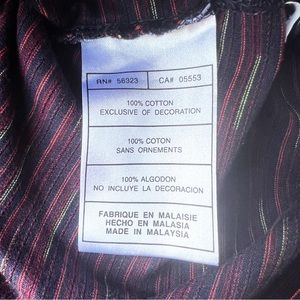 RN# 56323 CA# 05553
100% COTTON
EXCLUSIVE OF DECORATION
100% COTON
SANS ORNEMENTS
100% ALGODON
NO INCLUYE LA DECORACION
FABRIQUE EN MALAISIE
HECHO EN MALASIA
MADE IN MALAYSIA